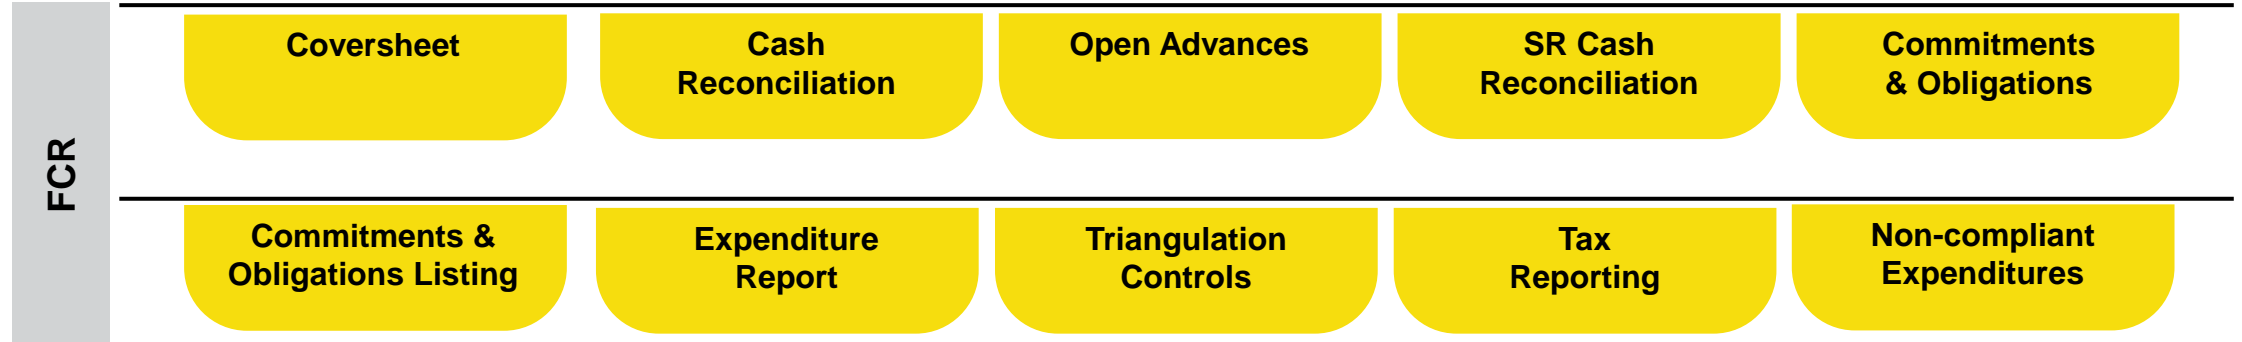 FCR
Coversheet
Cash
Reconciliation
Open Advances
SR Cash
Reconciliation
Commitments
& Obligations
Commitments &
Obligations Listing
Expenditure
Report
Triangulation
Controls
Tax
Reporting
Non-compliant
Expenditures